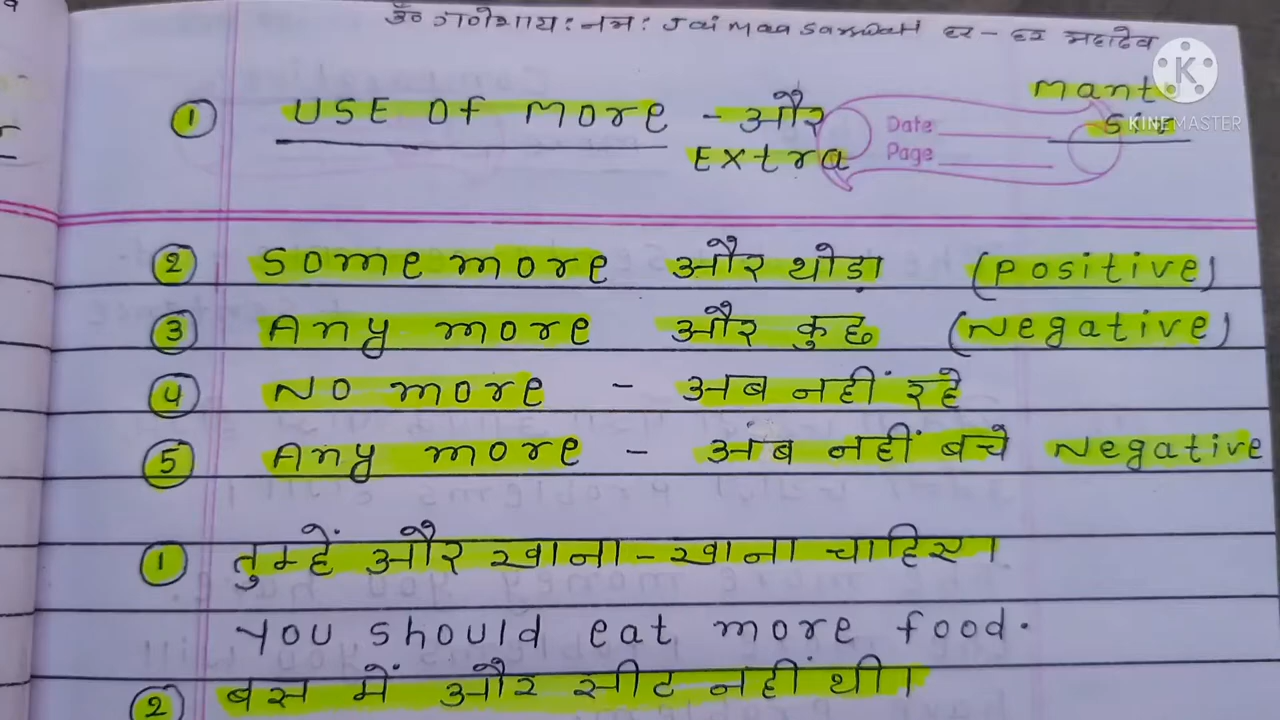 ॐ गणेशाय: नम: Jai maa sarswati हर - हर महादेव
① USE Of More - और
Extra
Date
Page
KINEMASTER
② Some more और थोड़ा (Positive)
③ Any more और कुछ (Negative)
④ No more - अब नहीं रहे
⑤ Any more - अब नहीं बचे Negative
① तुम्हें और खाना - खाना चाहिए।
You should eat more food.
② बस में और सीट नहीं थी।